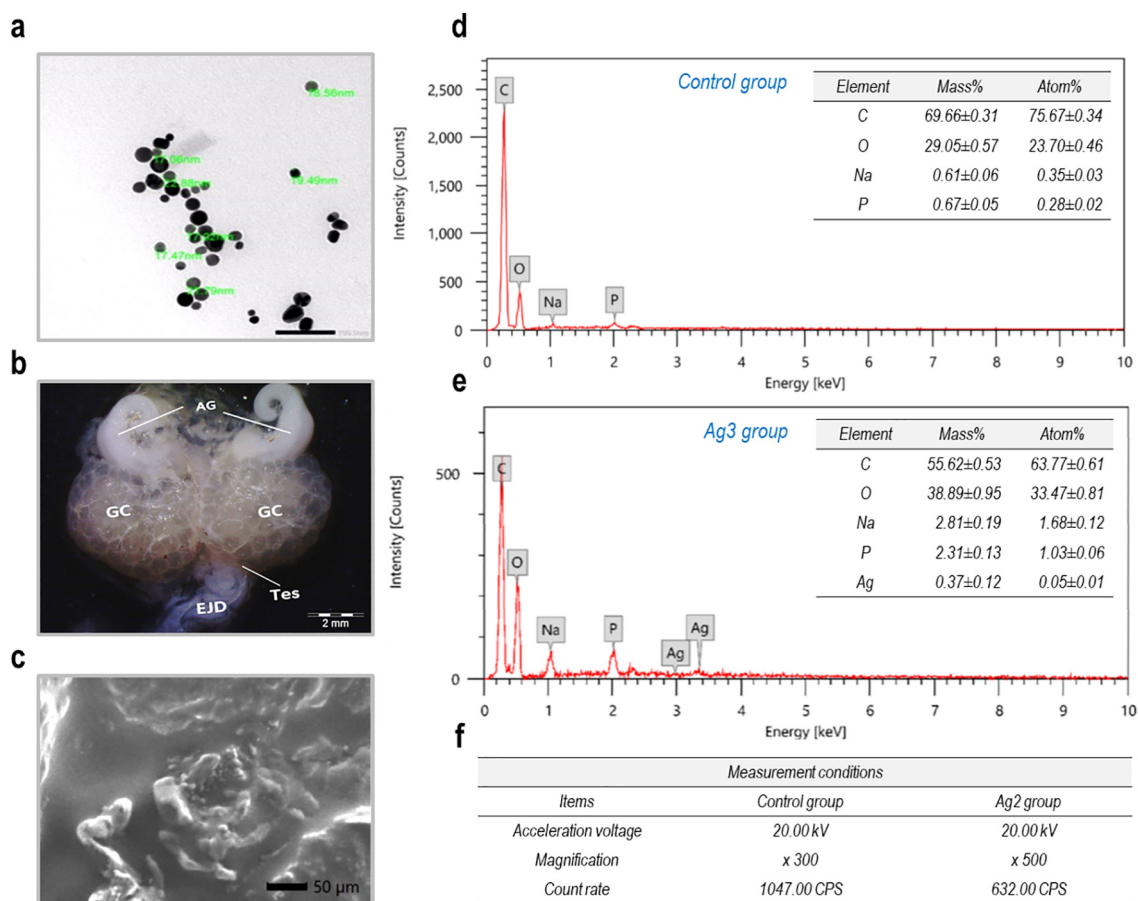 a
18.56nm
19.49nm
17.47nm
b
AG
GC GC
Tes
EJD
2 mm
c
50 µm
d
Control group
Element Mass% Atom%
C 69.66±0.31 75.67±0.34
O 29.05±0.57 23.70±0.46
Na 0.61±0.06 0.35±0.03
P 0.67±0.05 0.28±0.02
Intensity [Counts]
2,500
2,000
1,500
1,000
500
0
C
O
Na
P
0 1 2 3 4 5 6 7 8 9 10
Energy [keV]
e
Ag3 group
Element Mass% Atom%
C 55.62±0.53 63.77±0.61
O 38.89±0.95 33.47±0.81
Na 2.81±0.19 1.68±0.12
P 2.31±0.13 1.03±0.06
Ag 0.37±0.12 0.05±0.01
Intensity [Counts]
500
0
C
O
Na
P
Ag
Ag
0 1 2 3 4 5 6 7 8 9 10
Energy [keV]
f
Measurement conditions
Items Control group Ag2 group
Acceleration voltage 20.00 kV 20.00 kV
Magnification x 300 x 500
Count rate 1047.00 CPS 632.00 CPS